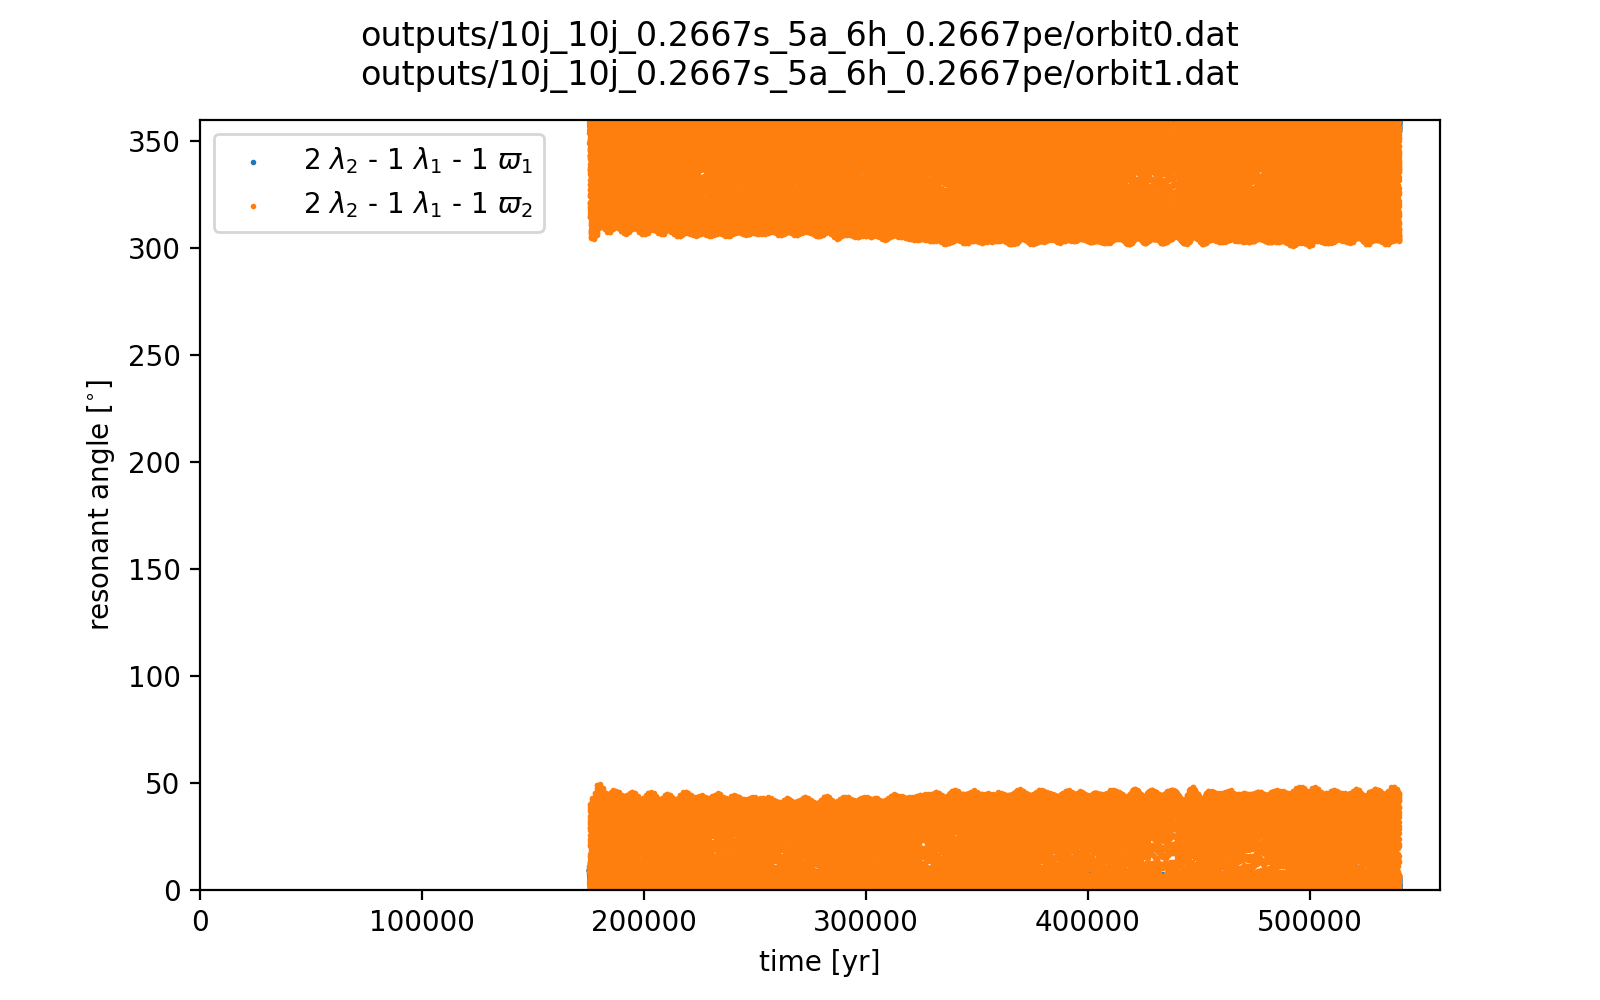 outputs/10j_10j_0.2667s_5a_6h_0.2667pe/orbit0.dat
outputs/10j_10j_0.2667s_5a_6h_0.2667pe/orbit1.dat
2 λ₂ - 1 λ₁ - 1 ϖ₁
2 λ₂ - 1 λ₁ - 1 ϖ₂
350
300
250
200
150
100
50
0
resonant angle [°]
0 100000 200000 300000 400000 500000
time [yr]